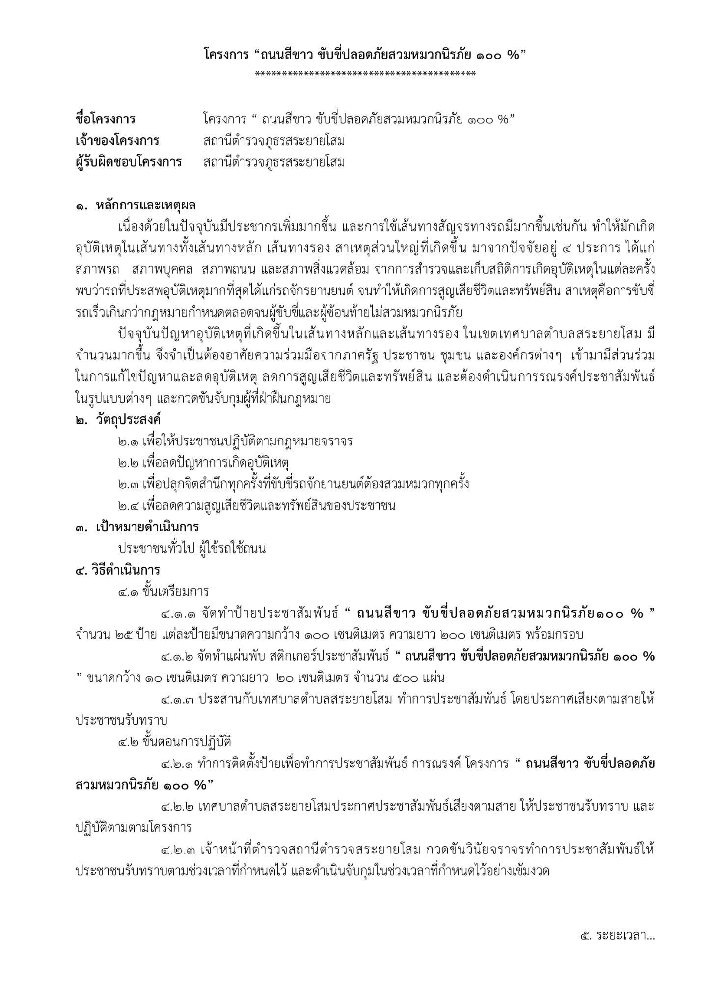 โครงการ “ถนนสีขาว ขับขี่ปลอดภัยสวมหมวกนิรภัย ๑๐๐ %”
*****************************************
ชื่อโครงการ โครงการ “ ถนนสีขาว ขับขี่ปลอดภัยสวมหมวกนิรภัย ๑๐๐ %”
เจ้าของโครงการ สถานีตำรวจภูธรสระยายโสม
ผู้รับผิดชอบโครงการ สถานีตำรวจภูธรสระยายโสม
๑. หลักการและเหตุผล
เนื่องด้วยในปัจจุบันมีประชากรเพิ่มมากขึ้น และการใช้เส้นทางสัญจรทางรถมีมากขึ้นเช่นกัน ทำให้มักเกิด
อุบัติเหตุในเส้นทางทั้งเส้นทางหลัก เส้นทางรอง สาเหตุส่วนใหญ่ที่เกิดขึ้น มาจากปัจจัยอยู่ ๔ ประการ ได้แก่
สภาพรถ สภาพบุคคล สภาพถนน และสภาพสิ่งแวดล้อม จากการสำรวจและเก็บสถิติการเกิดอุบัติเหตุในแต่ละครั้ง
พบว่ารถที่ประสพอุบัติเหตุมากที่สุดได้แก่รถจักรยานยนต์ จนทำให้เกิดการสูญเสียชีวิตและทรัพย์สิน สาเหตุคือการขับขี่
รถเร็วเกินกว่ากฎหมายกำหนดตลอดจนผู้ขับขี่และผู้ซ้อนท้ายไม่สวมหมวกนิรภัย
ปัจจุบันปัญหาอุบัติเหตุที่เกิดขึ้นในเส้นทางหลักและเส้นทางรอง ในเขตเทศบาลตำบลสระยายโสม มี
จำนวนมากขึ้น จึงจำเป็นต้องอาศัยความร่วมมือจากภาครัฐ ประชาชน ชุมชน และองค์กรต่างๆ เข้ามามีส่วนร่วม
ในการแก้ไขปัญหาและลดอุบัติเหตุ ลดการสูญเสียชีวิตและทรัพย์สิน และต้องดำเนินการรณรงค์ประชาสัมพันธ์
ในรูปแบบต่างๆ และกวดขันจับกุมผู้ที่ฝ่าฝืนกฎหมาย
๒. วัตถุประสงค์
๒.๑ เพื่อให้ประชาชนปฏิบัติตามกฎหมายจราจร
๒.๒ เพื่อลดปัญหาการเกิดอุบัติเหตุ
๒.๓ เพื่อปลุกจิตสำนึกทุกครั้งที่ขับขี่รถจักยานยนต์ต้องสวมหมวกทุกครั้ง
๒.๔ เพื่อลดความสูญเสียชีวิตและทรัพย์สินของประชาชน
๓. เป้าหมายดำเนินการ
ประชาชนทั่วไป ผู้ใช้รถใช้ถนน
๔. วิธีดำเนินการ
๔.๑ ขั้นเตรียมการ
๔.๑.๑ จัดทำป้ายประชาสัมพันธ์ “ ถนนสีขาว ขับขี่ปลอดภัยสวมหมวกนิรภัย๑๐๐ % ”
จำนวน ๒๕ ป้าย แต่ละป้ายมีขนาดความกว้าง ๑๐๐ เซนติเมตร ความยาว ๒๐๐ เซนติเมตร พร้อมกรอบ
๔.๑.๒ จัดทำแผ่นพับ สติกเกอร์ประชาสัมพันธ์ “ ถนนสีขาว ขับขี่ปลอดภัยสวมหมวกนิรภัย ๑๐๐ %
” ขนาดกว้าง ๑๐ เซนติเมตร ความยาว ๒๐ เซนติเมตร จำนวน ๕๐๐ แผ่น
๔.๑.๓ ประสานกับเทศบาลตำบลสระยายโสม ทำการประชาสัมพันธ์ โดยประกาศเสียงตามสายให้
ประชาชนรับทราบ
๔.๒ ขั้นตอนการปฏิบัติ
๔.๒.๑ ทำการติดตั้งป้ายเพื่อทำการประชาสัมพันธ์ การณรงค์ โครงการ “ ถนนสีขาว ขับขี่ปลอดภัย
สวมหมวกนิรภัย ๑๐๐ %”
๔.๒.๒ เทศบาลตำบลสระยายโสมประกาศประชาสัมพันธ์เสียงตามสาย ให้ประชาชนรับทราบ และ
ปฏิบัติตามตามโครงการ
๔.๒.๓ เจ้าหน้าที่ตำรวจสถานีตำรวจสระยายโสม กวดขันวินัยจราจรทำการประชาสัมพันธ์ให้
ประชาชนรับทราบตามช่วงเวลาที่กำหนดไว้ และดำเนินจับกุมในช่วงเวลาที่กำหนดไว้อย่างเข้มงวด
๕. ระยะเวลา...